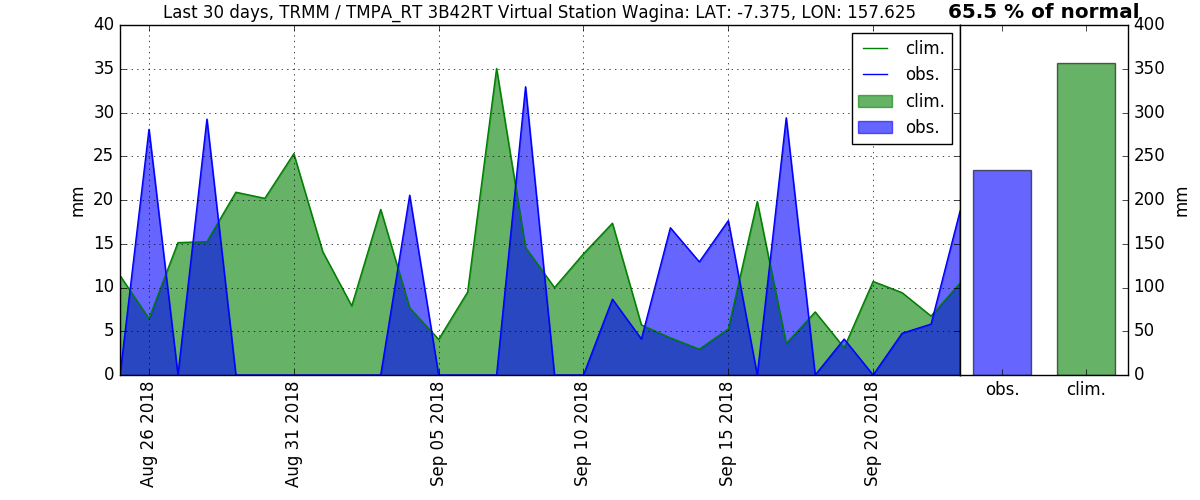 Last 30 days, TRMM / TMPA_RT 3B42RT Virtual Station Wagina: LAT: -7.375, LON: 157.625
65.5 % of normal
40
35
30
25
20
15
10
5
0
mm
clim.
obs.
clim.
obs.
400
350
300
250
200
150
100
50
0
mm
obs.
clim.
Aug 26 2018
Aug 31 2018
Sep 05 2018
Sep 10 2018
Sep 15 2018
Sep 20 2018